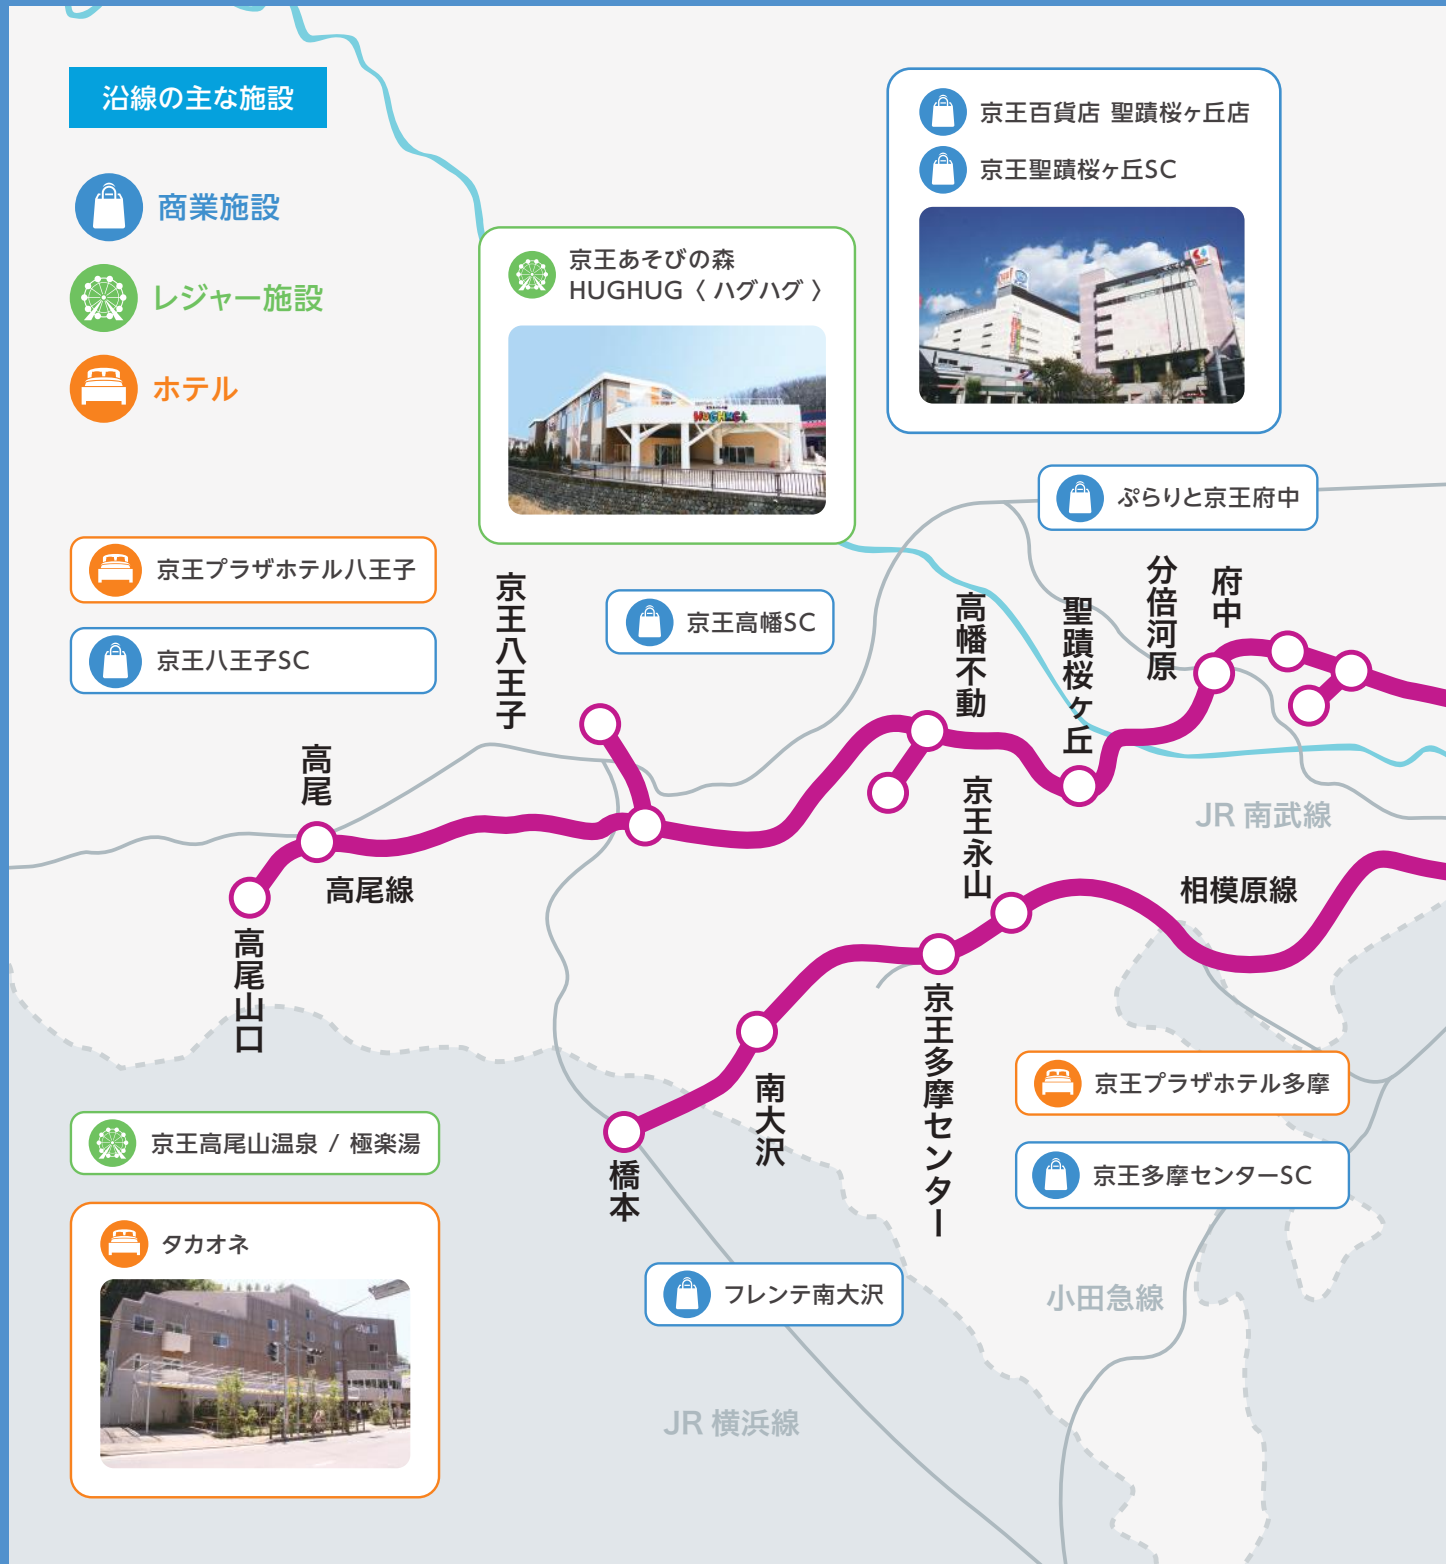 沿線の主な施設
商業施設
レジャー施設
ホテル
京王百貨店 聖蹟桜ヶ丘店
京王聖蹟桜ヶ丘SC
京王あそびの森
HUGHUG〈 ハグハグ 〉
HUGHUG
ぷらりと京王府中
京王プラザホテル八王子
京王八王子SC
京王高幡SC
京王八王子
高幡不動
聖蹟桜ヶ丘
分倍河原
府中
高尾
高尾線
高尾山口
京王永山
JR 南武線
相模原線
京王多摩センター
南大沢
橋本
京王プラザホテル多摩
京王多摩センターSC
京王高尾山温泉 / 極楽湯
タカオネ
フレンテ南大沢
小田急線
JR 横浜線